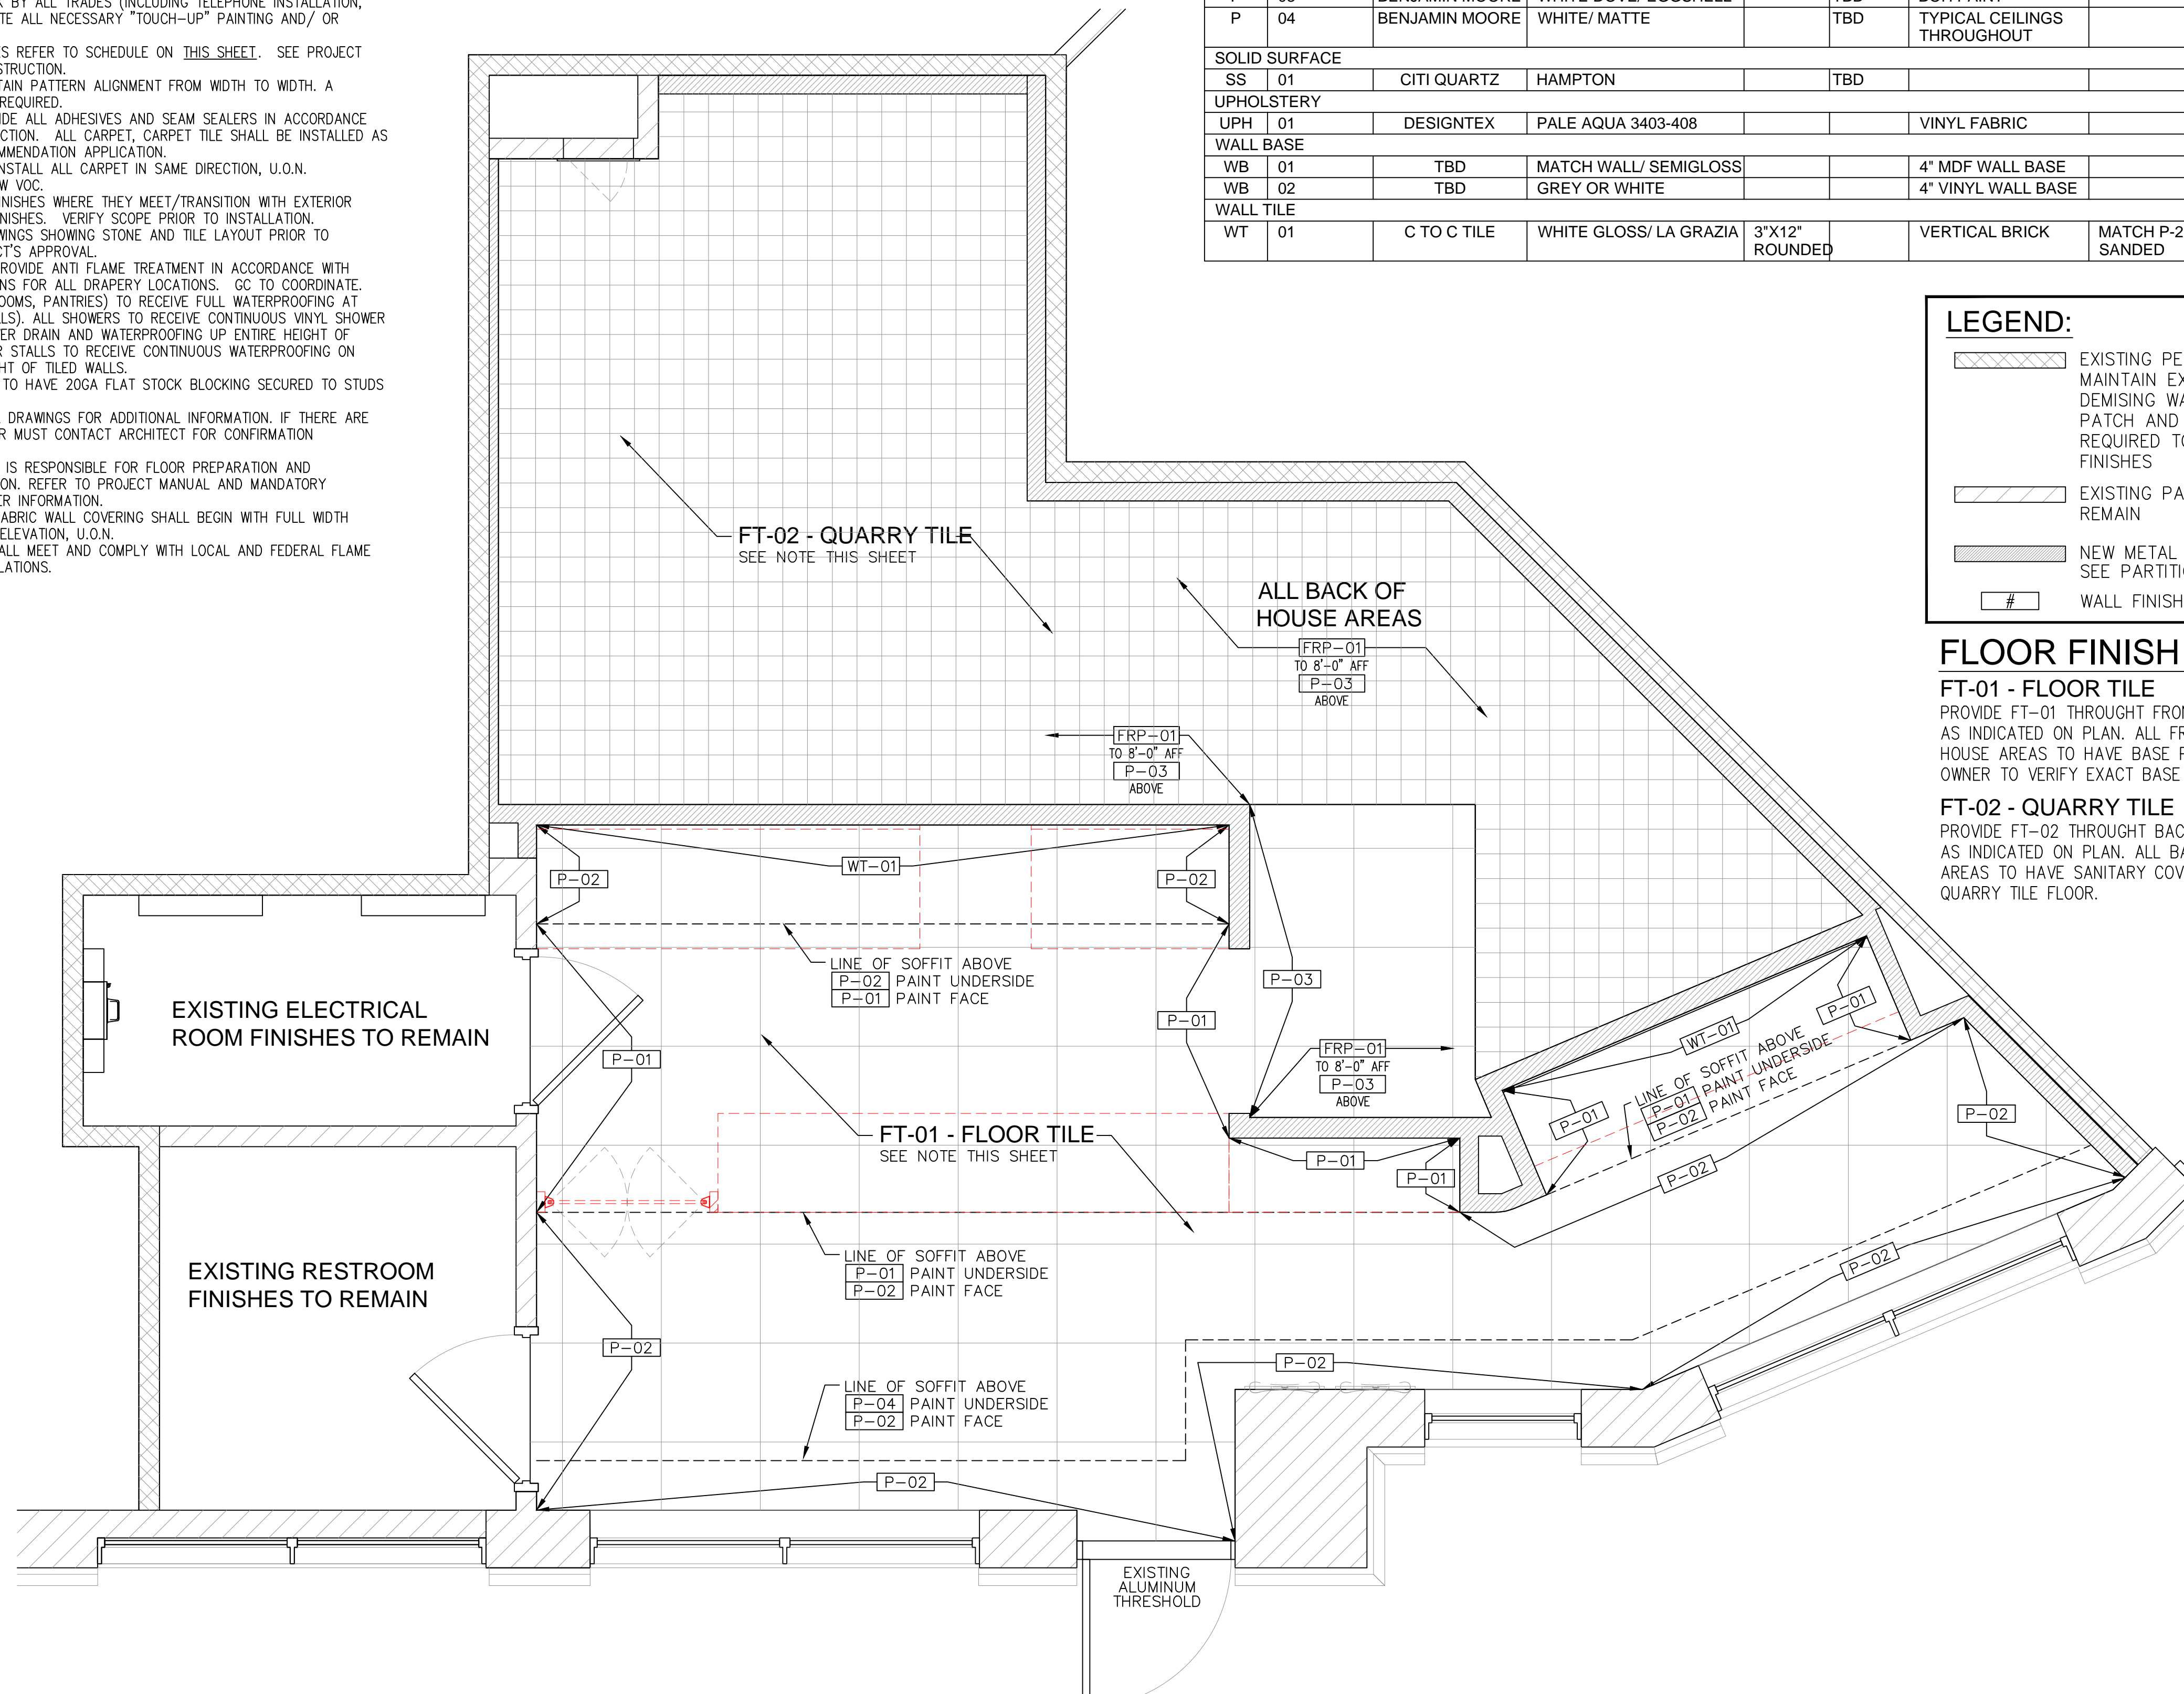 BY ALL TRADES (INCLUDING TELEPHONE INSTALLATION,
TE ALL NECESSARY "TOUCH-UP" PAINTING AND/ OR
ES REFER TO SCHEDULE ON THIS SHEET. SEE PROJECT
STRUCTION.
TAIN PATTERN ALIGNMENT FROM WIDTH TO WIDTH. A
REQUIRED.
IDE ALL ADHESIVES AND SEAM SEALERS IN ACCORDANCE
CTION. ALL CARPET, CARPET TILE SHALL BE INSTALLED AS
MMENDATION APPLICATION.
NSTALL ALL CARPET IN SAME DIRECTION, U.O.N.
W VOC.
INISHES WHERE THEY MEET/TRANSITION WITH EXTERIOR
NISHES. VERIFY SCOPE PRIOR TO INSTALLATION.
WINGS SHOWING STONE AND TILE LAYOUT PRIOR TO
CT'S APPROVAL.
ROVIDE ANTI FLAME TREATMENT IN ACCORDANCE WITH
NS FOR ALL DRAPERY LOCATIONS. GC TO COORDINATE.
OOMS, PANTRIES) TO RECEIVE FULL WATERPROOFING AT
LLS). ALL SHOWERS TO RECEIVE CONTINUOUS VINYL SHOWER
ER DRAIN AND WATERPROOFING UP ENTIRE HEIGHT OF
R STALLS TO RECEIVE CONTINUOUS WATERPROOFING ON
HT OF TILED WALLS.
TO HAVE 20GA FLAT STOCK BLOCKING SECURED TO STUDS
DRAWINGS FOR ADDITIONAL INFORMATION. IF THERE ARE
R MUST CONTACT ARCHITECT FOR CONFIRMATION
IS RESPONSIBLE FOR FLOOR PREPARATION AND
ON. REFER TO PROJECT MANUAL AND MANDATORY
ER INFORMATION.
ABRIC WALL COVERING SHALL BEGIN WITH FULL WIDTH
ELEVATION, U.O.N.
ALL MEET AND COMPLY WITH LOCAL AND FEDERAL FLAME
LATIONS.
P 04 BENJAMIN MOORE WHITE/ MATTE TBD TYPICAL CEILINGS
THROUGHOUT
SOLID SURFACE
SS 01 CITI QUARTZ HAMPTON TBD
UPHOLSTERY
UPH 01 DESIGNTEX PALE AQUA 3403-408 VINYL FABRIC
WALL BASE
WB 01 TBD MATCH WALL/ SEMIGLOSS 4" MDF WALL BASE
WB 02 TBD GREY OR WHITE 4" VINYL WALL BASE
WALL TILE
WT 01 C TO C TILE WHITE GLOSS/ LA GRAZIA 3"X12" VERTICAL BRICK MATCH P-2
ROUNDED SANDED
LEGEND:
EXISTING PE
MAINTAIN EX
DEMISING WA
PATCH AND
REQUIRED TO
FINISHES
EXISTING PA
REMAIN
NEW METAL
SEE PARTITI
# WALL FINISH
FLOOR FINISH
FT-01 - FLOOR TILE
PROVIDE FT-01 THROUGHT FRON
AS INDICATED ON PLAN. ALL FR
HOUSE AREAS TO HAVE BASE P
OWNER TO VERIFY EXACT BASE
FT-02 - QUARRY TILE
PROVIDE FT-02 THROUGHT BAC
AS INDICATED ON PLAN. ALL BA
AREAS TO HAVE SANITARY COV
QUARRY TILE FLOOR.
FT-02 - QUARRY TILE
SEE NOTE THIS SHEET
ALL BACK OF
HOUSE AREAS
FRP-01
TO 8'-0" AFF
P-03
ABOVE
FRP-01
TO 8'-0" AFF
P-03
ABOVE
P-02
WT-01
P-02
LINE OF SOFFIT ABOVE
P-02 PAINT UNDERSIDE
P-01 PAINT FACE
P-03
P-01
EXISTING ELECTRICAL
ROOM FINISHES TO REMAIN
P-01
FRP-01
TO 8'-0" AFF
P-03
ABOVE
WT-01
P-01
LINE OF SOFFIT ABOVE
P-01 PAINT UNDERSIDE
P-02 PAINT FACE
P-01
P-02
P-02
FT-01 - FLOOR TILE
SEE NOTE THIS SHEET
P-01
P-01
LINE OF SOFFIT ABOVE
P-01 PAINT UNDERSIDE
P-02 PAINT FACE
P-02
EXISTING RESTROOM
FINISHES TO REMAIN
P-02
P-02
LINE OF SOFFIT ABOVE
P-04 PAINT UNDERSIDE
P-02 PAINT FACE
P-02
EXISTING
ALUMINUM
THRESHOLD